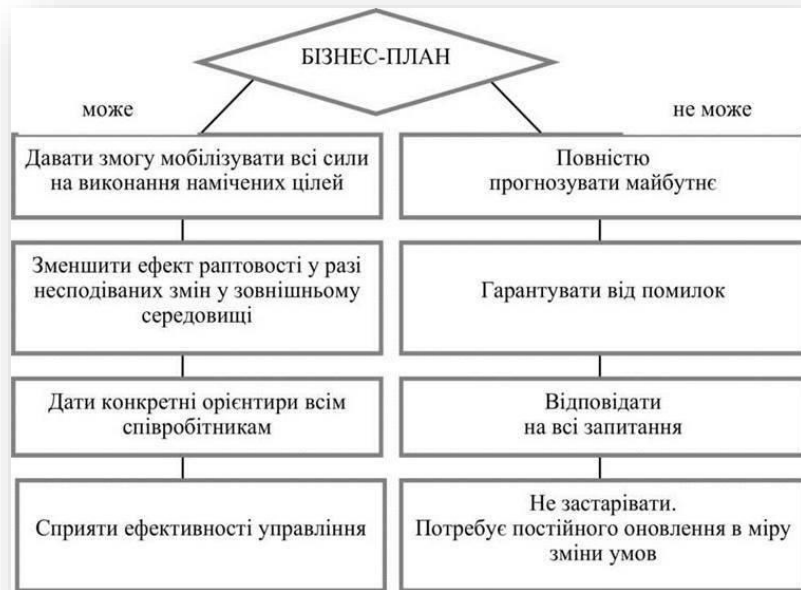 БІЗНЕС-ПЛАН
може
не може
Давати змогу мобілізувати всі сили
на виконання намічених цілей
Повністю
прогнозувати майбутнє
Зменшити ефект раптовості у разі
несподіваних змін у зовнішньому
середовищі
Гарантувати від помилок
Дати конкретні орієнтири всім
співробітникам
Відповідати
на всі запитання
Сприяти ефективності управління
Не застарівати.
Потребує постійного оновлення в міру
зміни умов